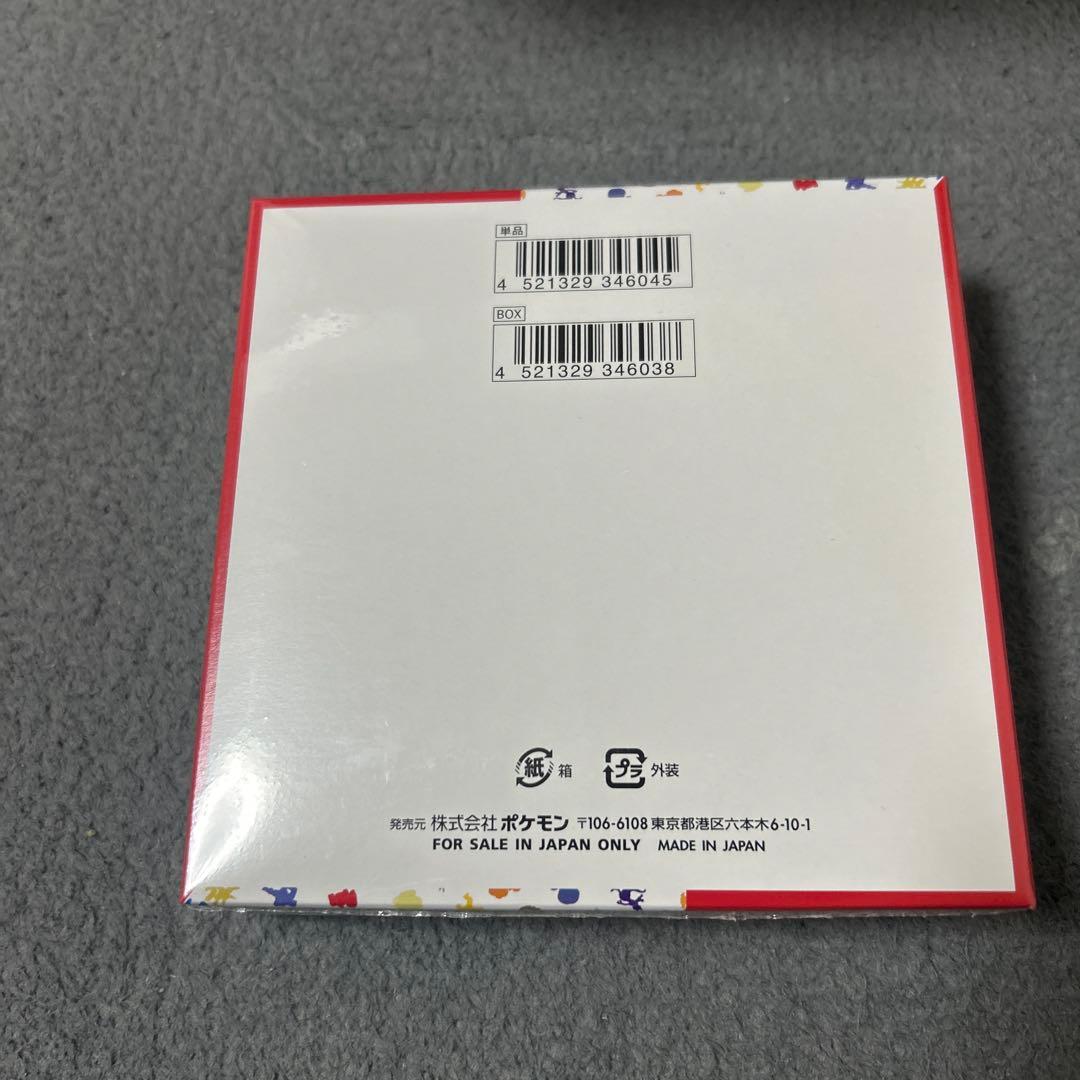 単品
4 521329 346045
BOX
4 521329 346038
紙 箱 プラ 外装
発売元 株式会社ポケモン 〒106-6108 東京都港区六本木6-10-1
FOR SALE IN JAPAN ONLY MADE IN JAPAN